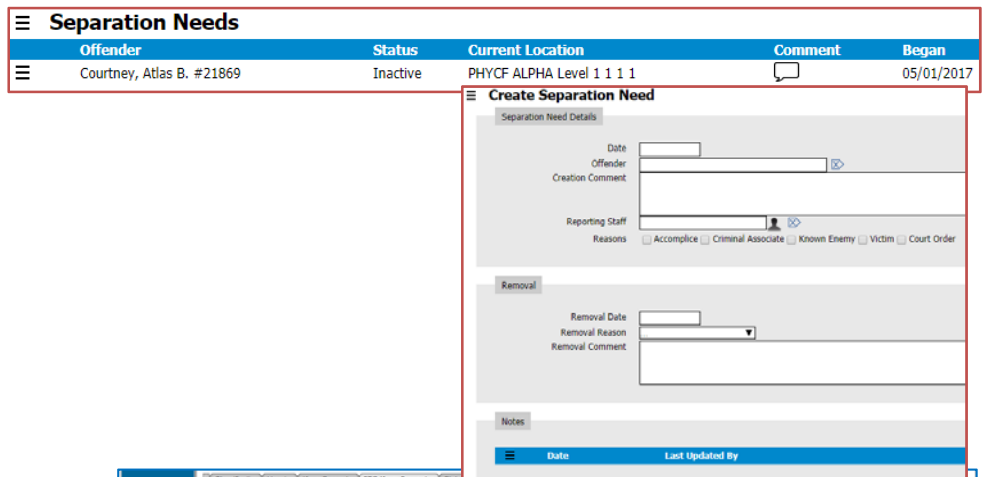 Separation Needs
Offender Status Current Location Comment Began
Courtney, Atlas B. #21869 Inactive PHYCF ALPHA Level 1 1 1 1 05/01/2017
Create Separation Need
Separation Need Details
Date
Offender
Creation Comment
Reporting Staff
Reasons Accomplice Criminal Associate Known Enemy Victim Court Order
Removal
Removal Date
Removal Reason ...
Removal Comment
Notes
Date Last Updated By